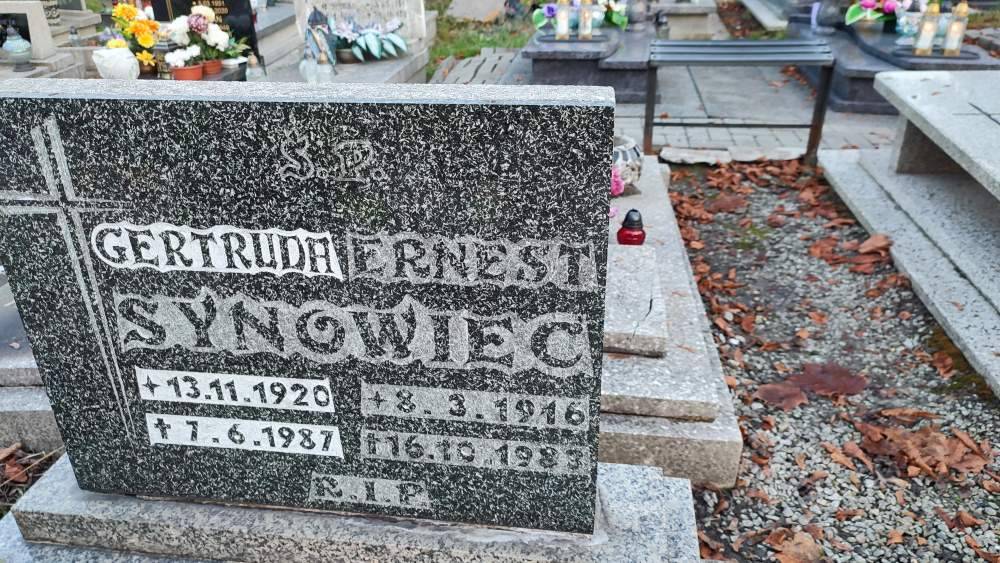 Ś.P.
GERTRUDA ERNEST
SYNOWIEC
+13.11.1920 +8.3.1916
†7.6.1987 †16.10.1983
R.I.P